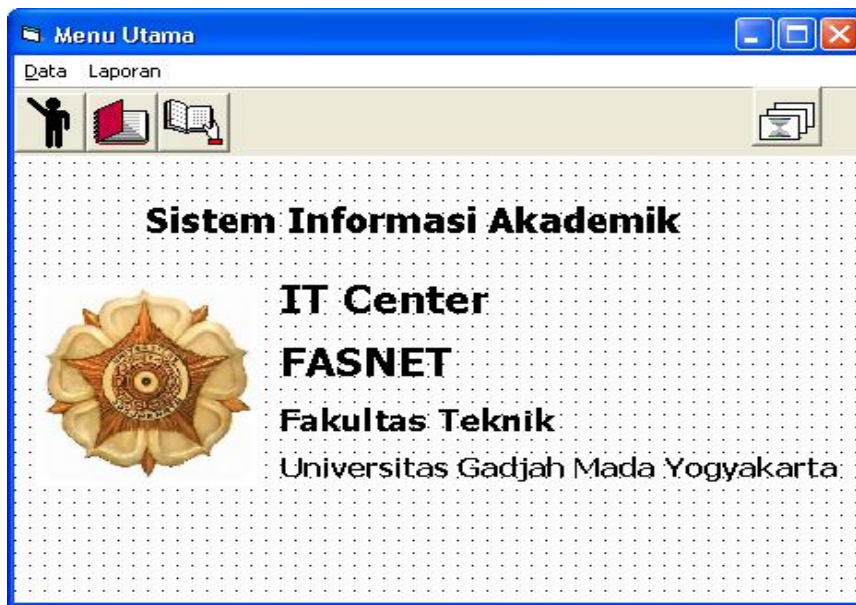 Menu Utama
Data Laporan
Sistem Informasi Akademik
IT Center
FASNET
Fakultas Teknik
Universitas Gadjah Mada Yogyakarta